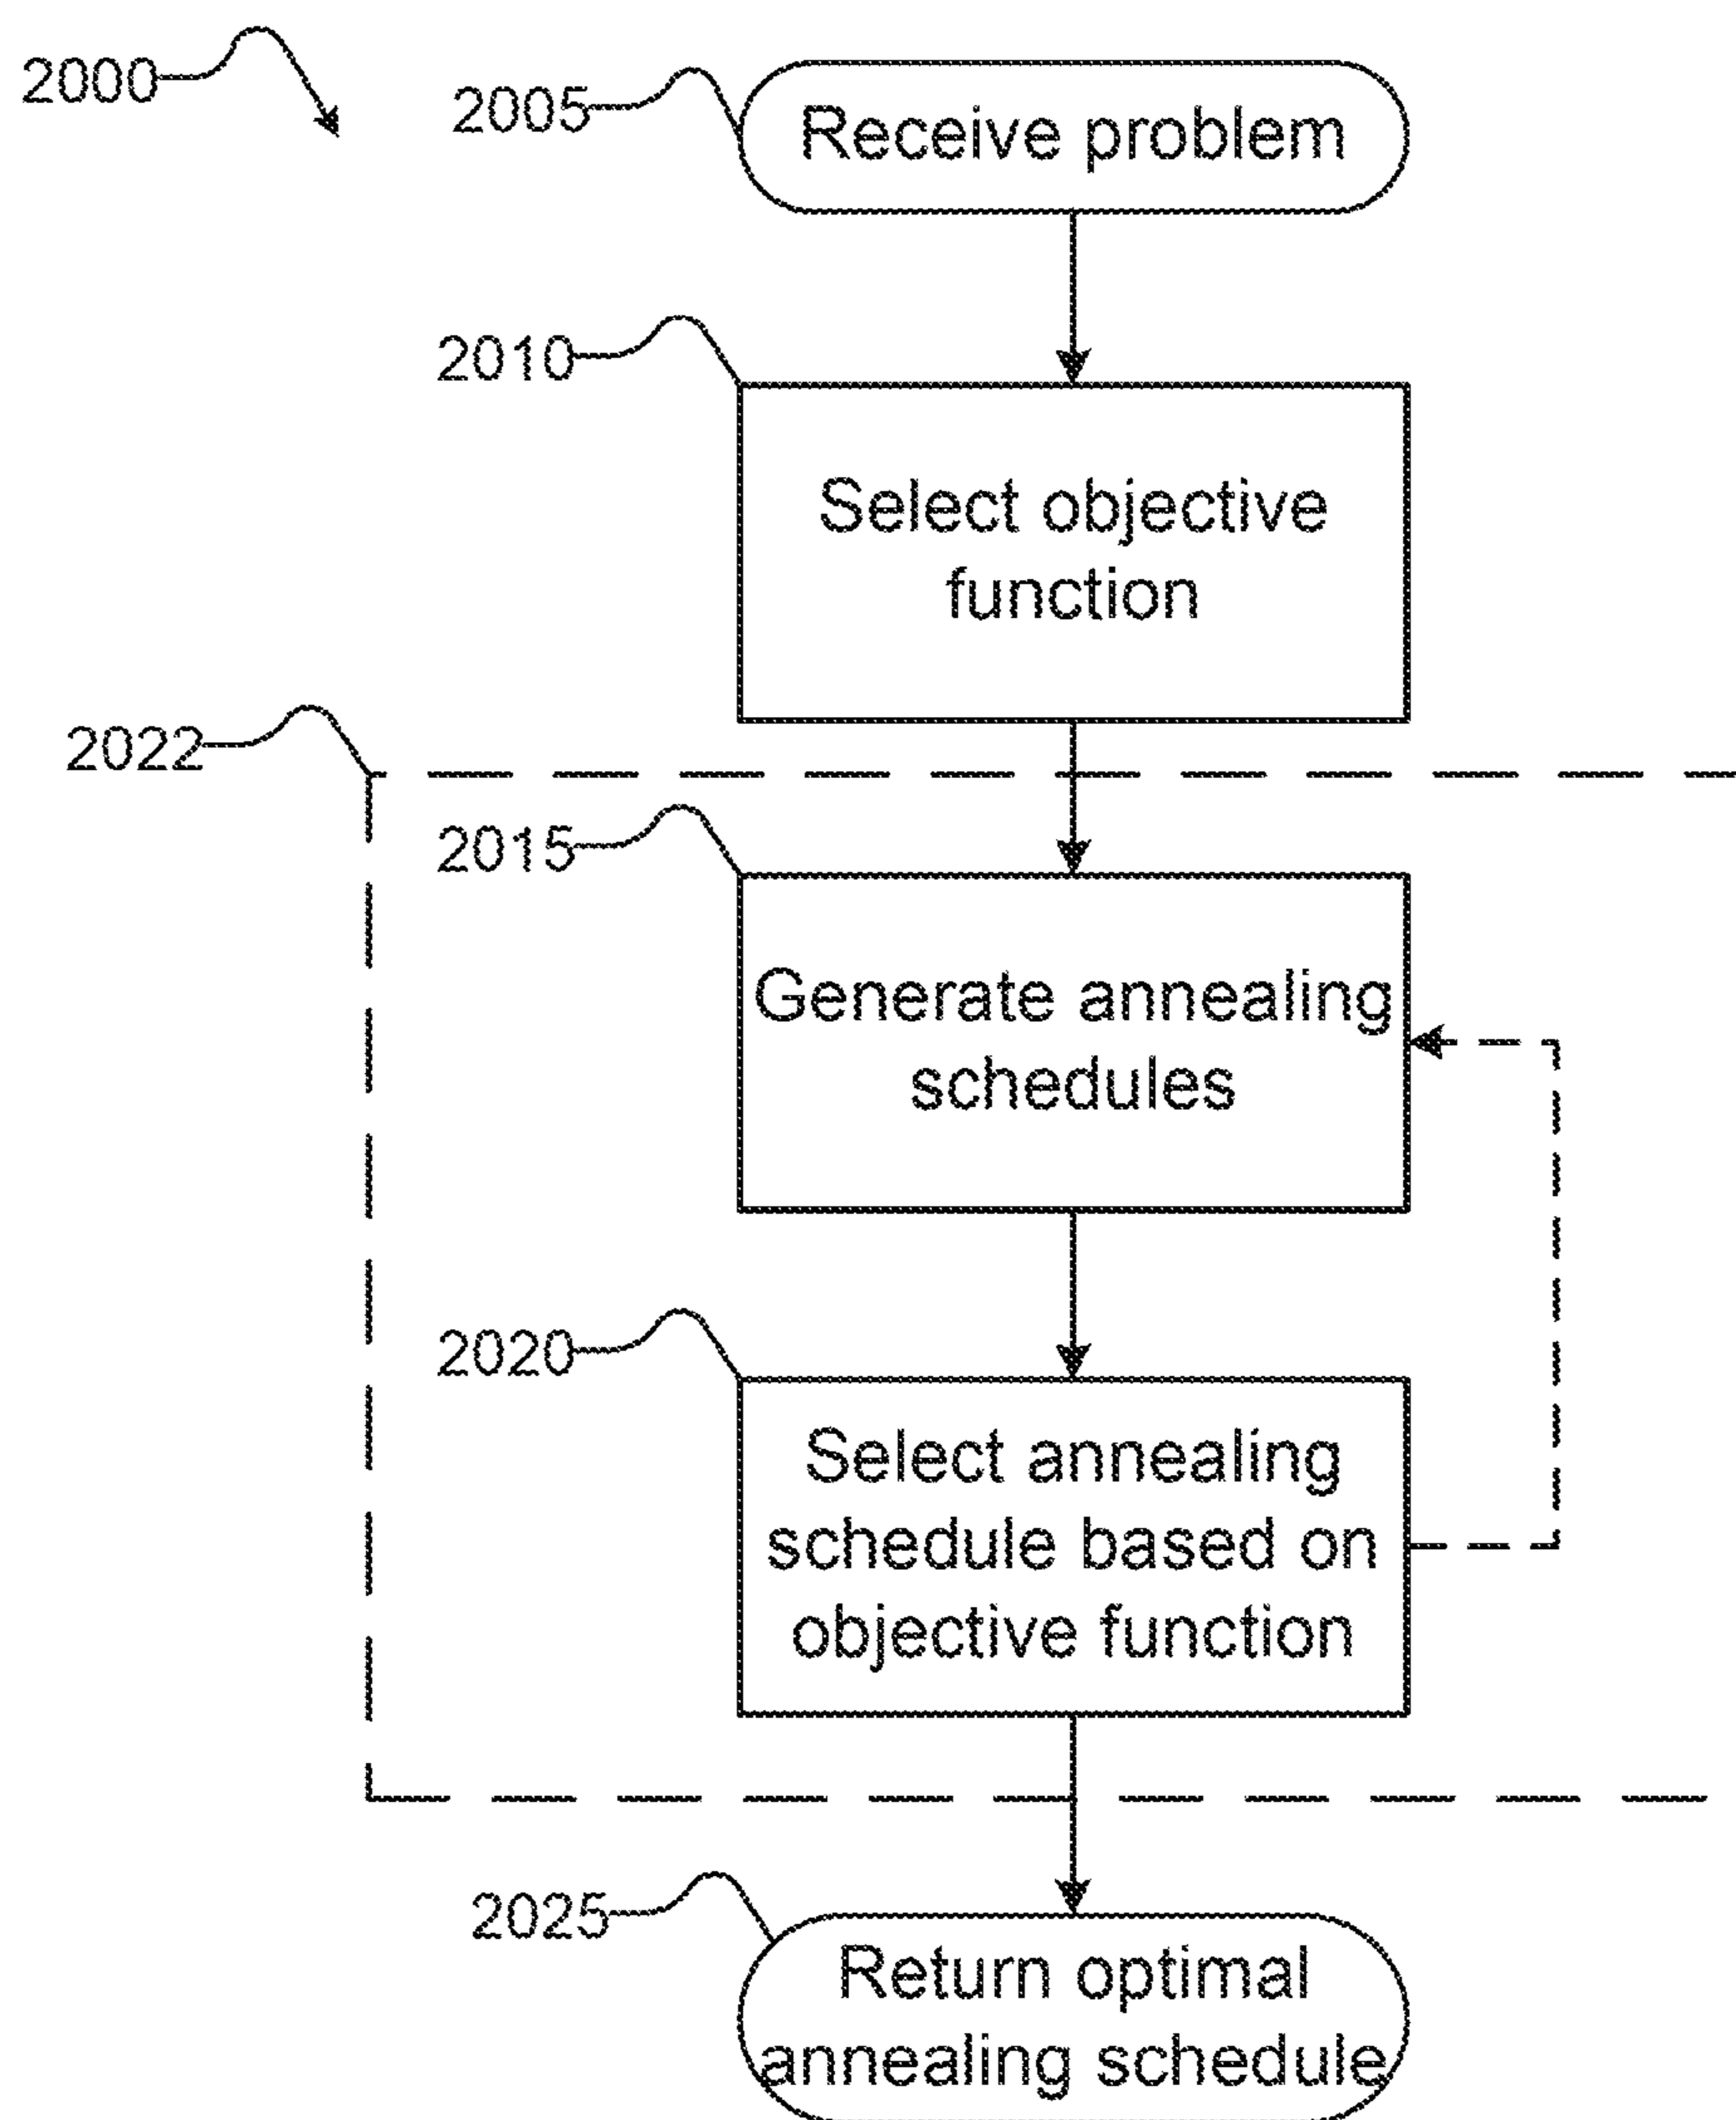 2000
2005
Receive problem
2010
Select objective
function
2022
2015
Generate annealing
schedules
2020
Select annealing
schedule based on
objective function
2025
Return optimal
annealing schedule